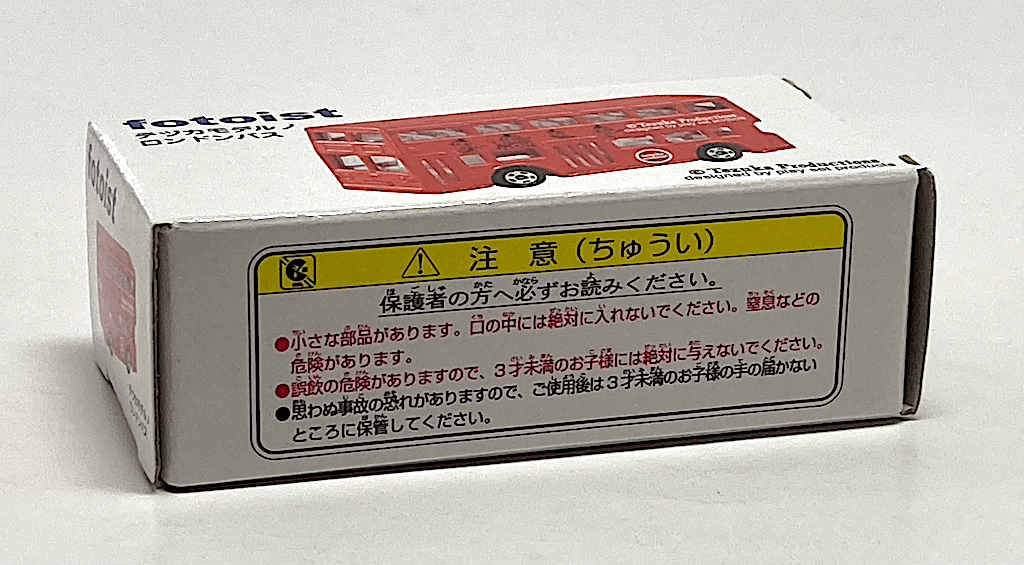 fotoist
テヅカモデルノ
ロンドンバス
© Tezuka Productions
© Tezuka Productions
designed by play set products
fotoist
注 意（ちゅうい）
保護者の方へ必ずお読みください。
●小さな部品があります。口の中には絶対に入れないでください。窒息などの
危険があります。
●誤飲の危険がありますので、3才未満のお子様には絶対に与えないでください。
●思わぬ事故の恐れがありますので、ご使用後は3才未満のお子様の手の届かない
ところに保管してください。